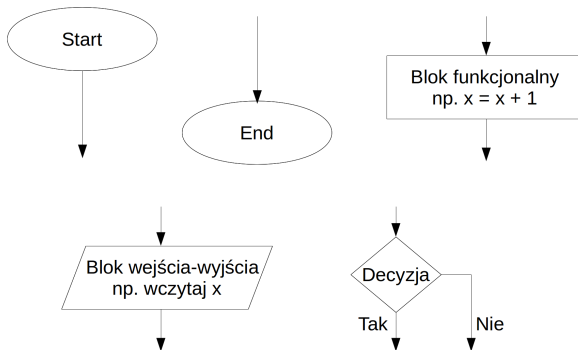 Start
End
Blok funkcjonalny
np. x = x + 1
Blok wejścia-wyjścia
np. wczytaj x
Decyzja
Tak
Nie